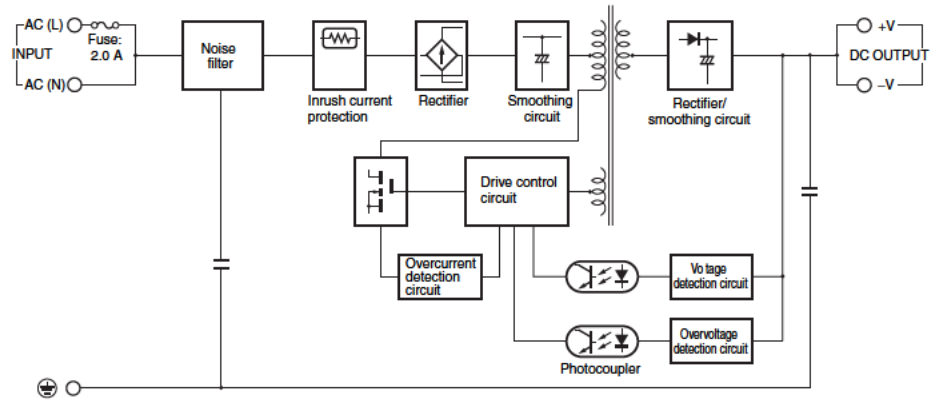 AC (L)
Fuse:
2.0 A
INPUT
AC (N)
Noise
filter
Inrush current
protection
Rectifier
Smoothing
circuit
Rectifier/
smoothing circuit
+V
DC OUTPUT
–V
Drive control
circuit
Overcurrent
detection
circuit
Vo tage
detection circuit
Overvoltage
detection circuit
Photocoupler